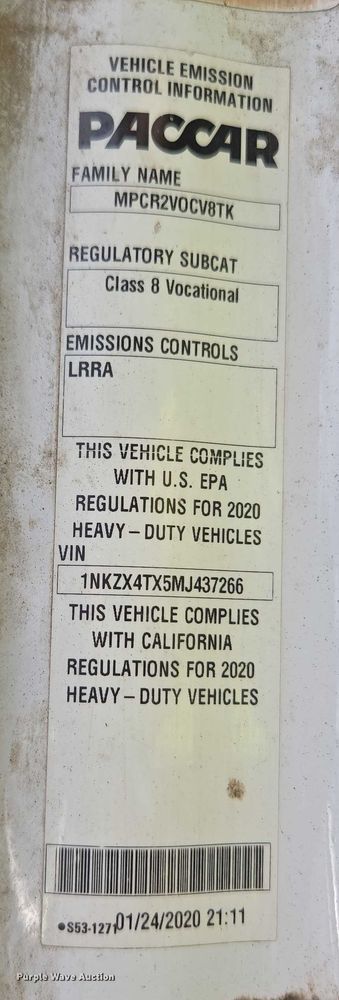 VEHICLE EMISSION
CONTROL INFORMATION
PACCAR
FAMILY NAME
MPCR2VOCV8TK
REGULATORY SUBCAT
Class 8 Vocational
EMISSIONS CONTROLS
LRRA
THIS VEHICLE COMPLIES
WITH U.S. EPA
REGULATIONS FOR 2020
HEAVY – DUTY VEHICLES
VIN
1NKZX4TX5MJ437266
THIS VEHICLE COMPLIES
WITH CALIFORNIA
REGULATIONS FOR 2020
HEAVY – DUTY VEHICLES
●S53-1271 01/24/2020 21:11
Purple Wave Auction